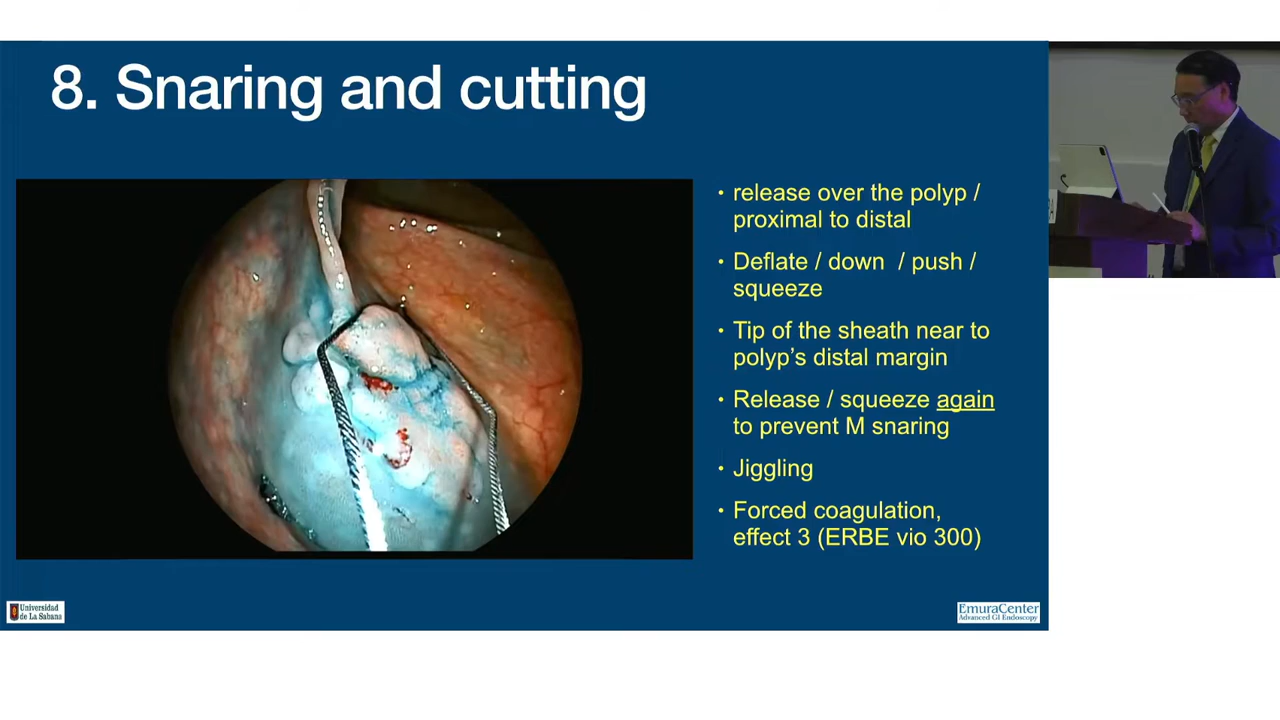 8. Snaring and cutting
• release over the polyp /
proximal to distal
• Deflate / down / push /
squeeze
• Tip of the sheath near to
polyp's distal margin
• Release / squeeze again
to prevent M snaring
• Jiggling
• Forced coagulation,
effect 3 (ERBE vio 300)
Universidad
de La Sabana
EmuraCenter
Advanced GI Endoscopy